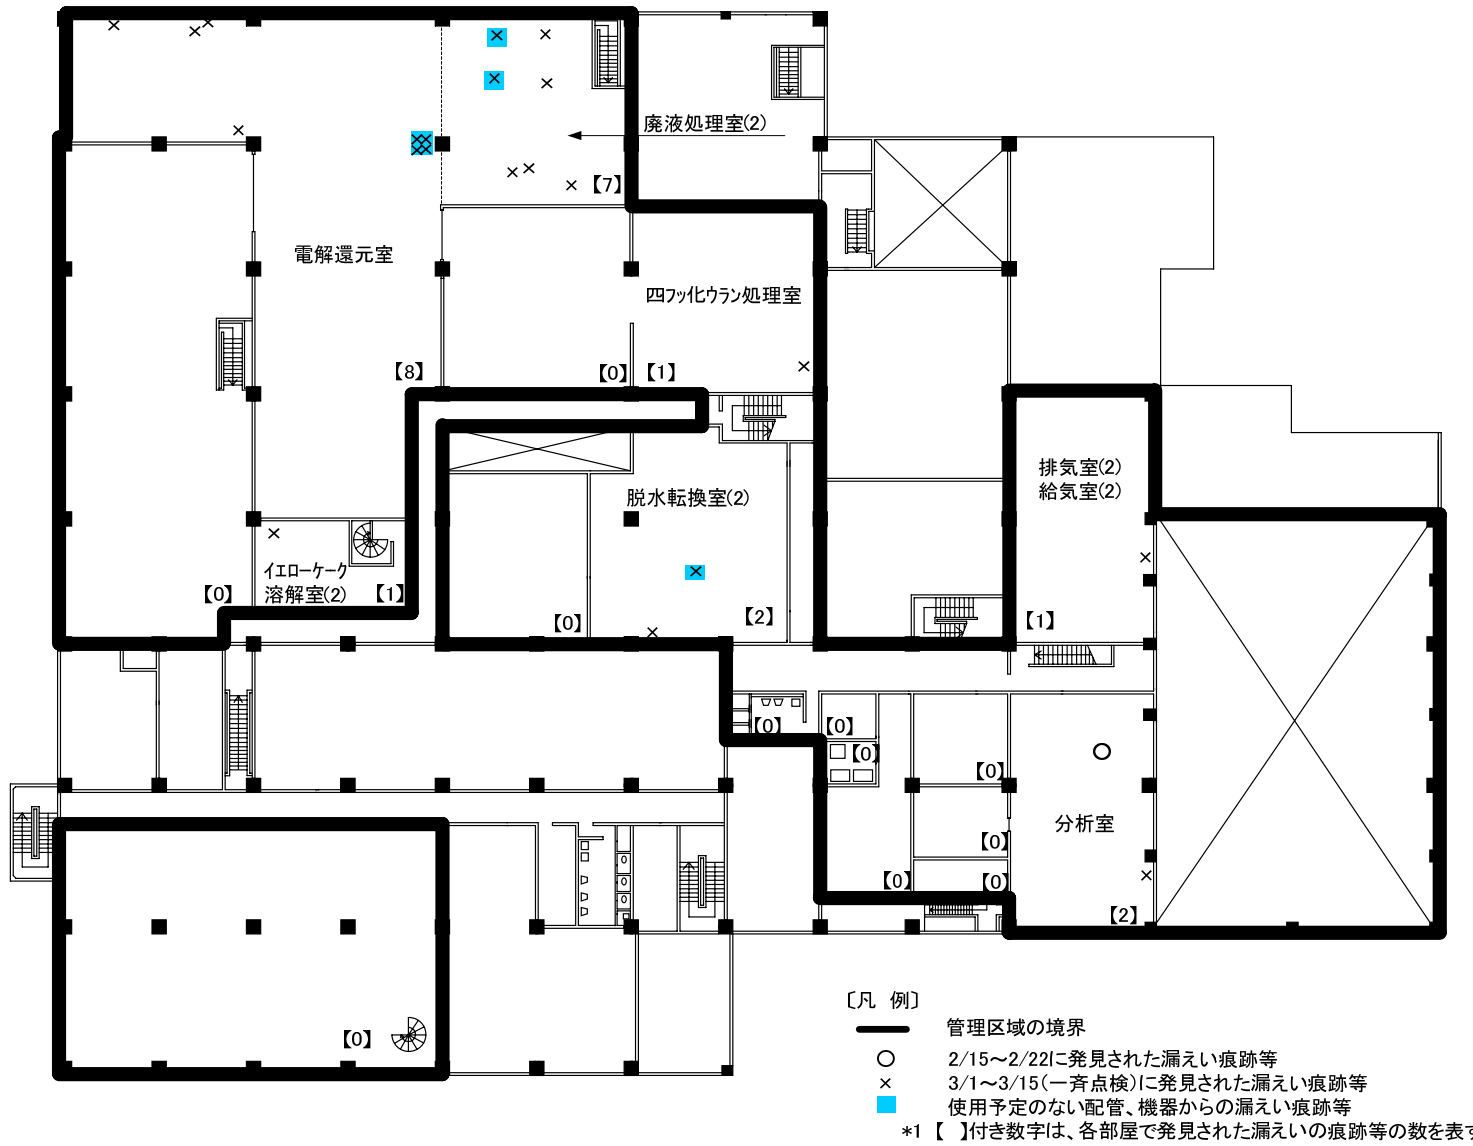 廃液処理室(2)
【7】
電解還元室
四フッ化ウラン処理室
【8】
【0】
【1】
排気室(2)
給気室(2)
脱水転換室(2)
イエローケーク
溶解室(2)
【0】
【1】
【0】
【2】
【1】
【0】
【0】
【0】
【0】
分析室
【0】
【0】
【0】
【2】
【0】
〔凡 例〕
管理区域の境界
2/15～2/22に発見された漏えい痕跡等
3/1～3/15(一斉点検)に発見された漏えい痕跡等
使用予定のない配管、機器からの漏えい痕跡等
*1 【 】付き数字は、各部屋で発見された漏えいの痕跡等の数を表